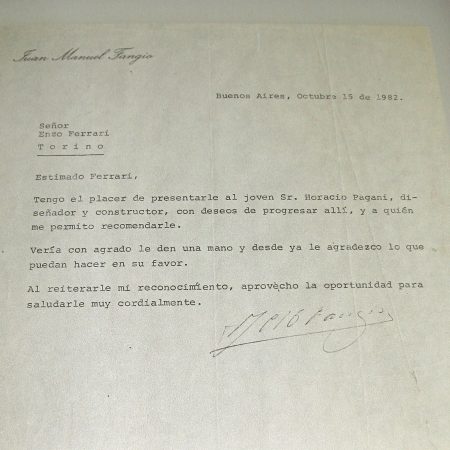 Juan Manuel Fangio
Buenos Aires, Octubre 15 de 1982.
Señor
Enzo Ferrari
T o r i n o
Estimado Ferrari,
Tengo el placer de presentarle al joven Sr. Horacio Pagani, di-
señador y constructor, con deseos de progresar allí, y a quién
me permito recomendarle.
Vería con agrado le den una mano y desde ya le agradezco lo que
puedan hacer en su favor.
Al reiterarle mi reconocimiento, aprovecho la oportunidad para
saludarle muy cordialmente.